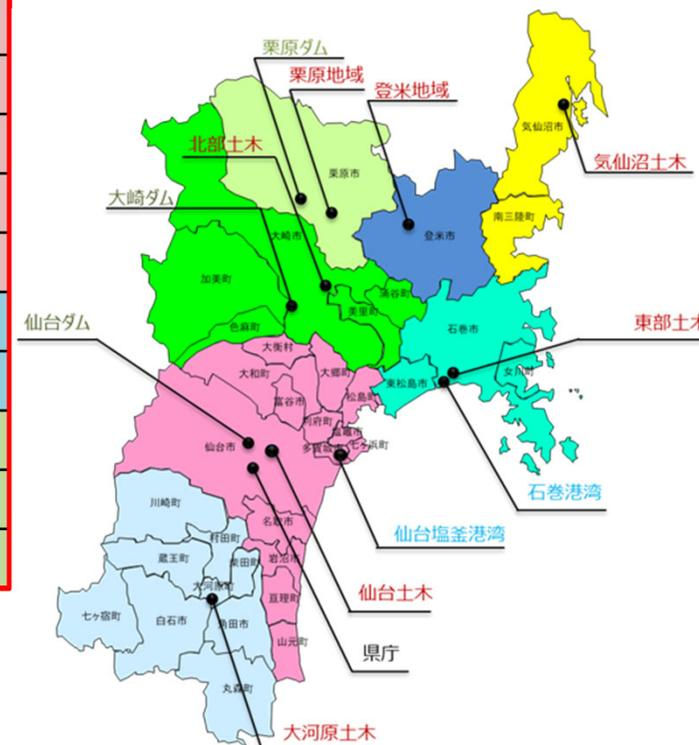 栗原ダム
栗原地域
登米地域
気仙沼市
北部土木
気仙沼土木
栗原市
大崎ダム
南三陸町
大崎市
登米市
加美町
涌谷町
美里町
仙台ダム
色麻町
石巻市
東部土木
大衡村
大和町
大郷町
女川町
東松島市
富谷市
松島町
利府町
塩竈市
仙台市
多賀城市
七ヶ浜町
石巻港湾
川崎町
名取市
仙台塩釜港湾
村田町
蔵王町
柴田町
岩沼市
大河原町
仙台土木
亘理町
七ヶ宿町
白石市
角田市
山元町
県庁
丸森町
大河原土木